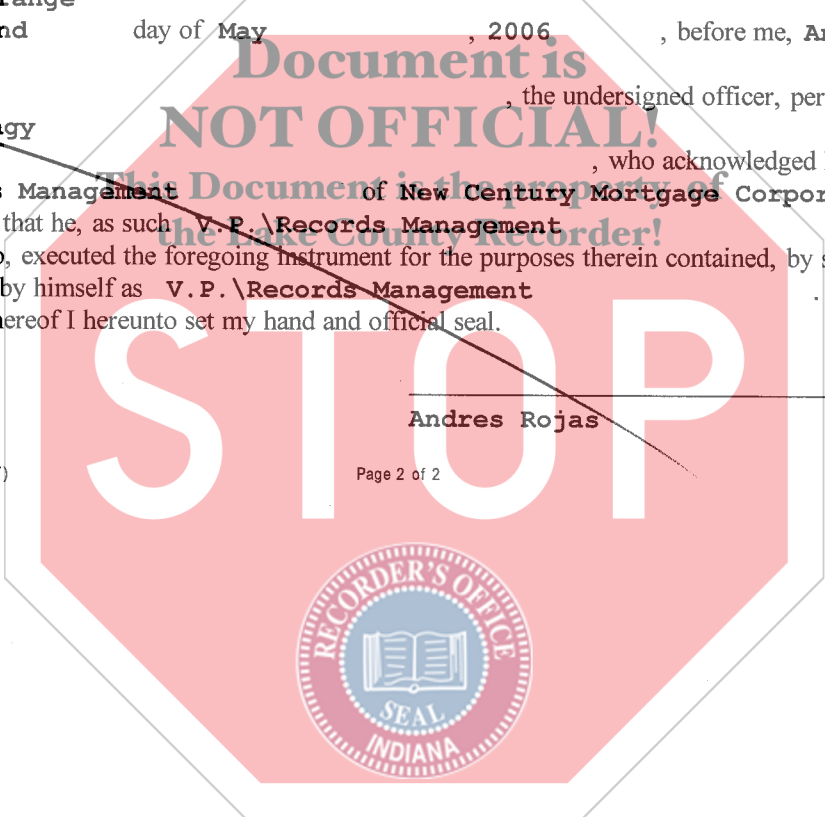 range
nd day of May , 2006 , before me, A
Document is
, the undersigned officer, per
NOT OFFICIAL!
gy
, who acknowledged
This Document is the property of
s Management of New Century Mortgage Corpor
that he, as such V.P.\Records Management
the Lake County Recorder!
, executed the foregoing instrument for the purposes therein contained, by s
by himself as V.P.\Records Management .
hereof I hereunto set my hand and official seal.
STOP
Andres Rojas
) Page 2 of 2
RECORDER'S OFFICE
SEAL
INDIANA